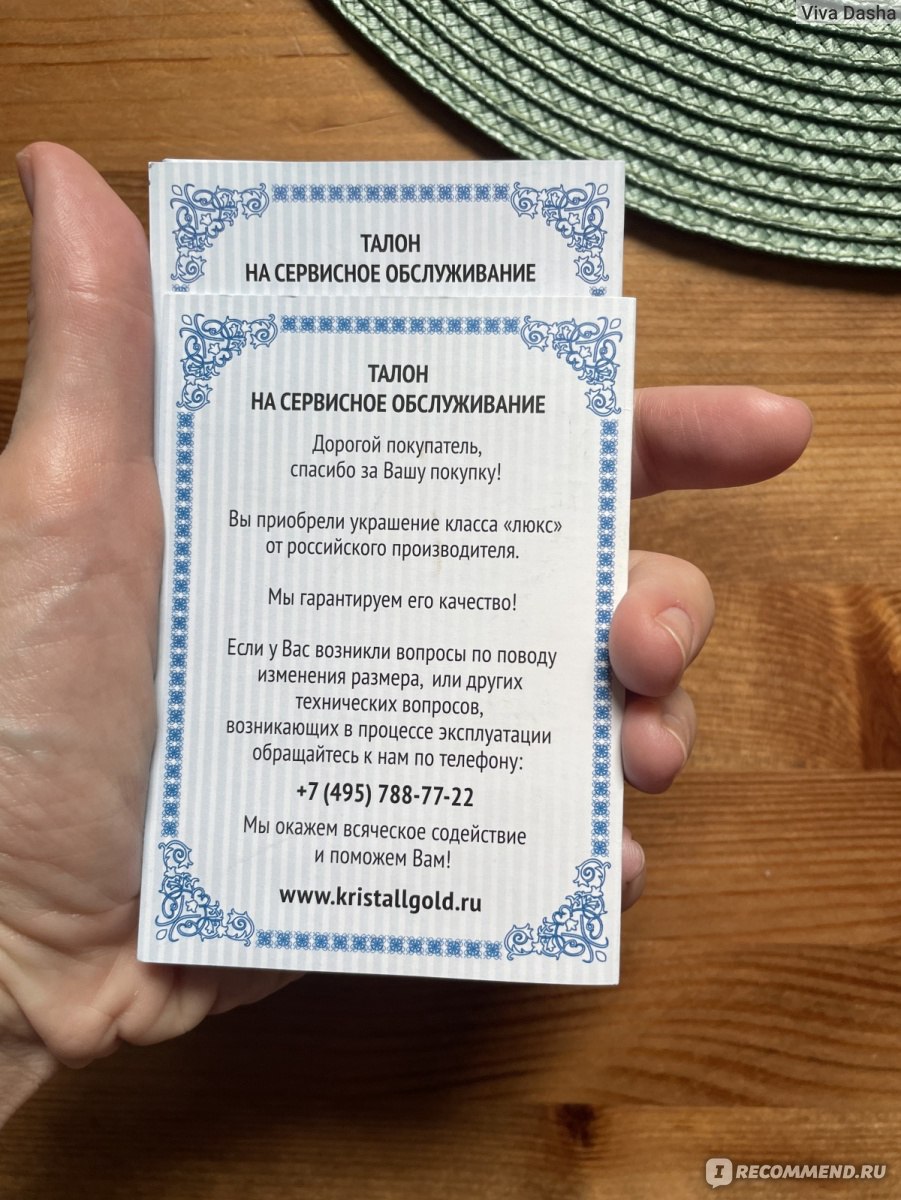 Viva Dasha
ТАЛОН
НА СЕРВИСНОЕ ОБСЛУЖИВАНИЕ
ТАЛОН
НА СЕРВИСНОЕ ОБСЛУЖИВАНИЕ
Дорогой покупатель,
спасибо за Вашу покупку!
Вы приобрели украшение класса «люкс»
от российского производителя.
Мы гарантируем его качество!
Если у Вас возникли вопросы по поводу
изменения размера, или других
технических вопросов,
возникающих в процессе эксплуатации
обращайтесь к нам по телефону:
+7 (495) 788-77-22
Мы окажем всяческое содействие
и поможем Вам!
www.kristallgold.ru
IRECOMMEND.RU